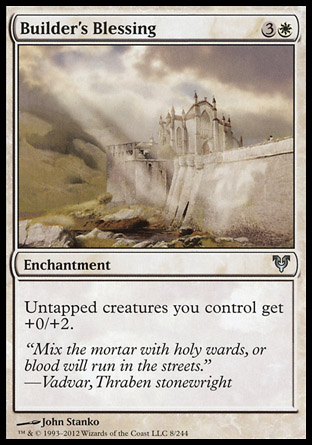 Builder's Blessing 3
Enchantment
Untapped creatures you control get
+0/+2.
"Mix the mortar with holy wards, or
blood will run in the streets."
—Vadvar, Thraben stonewright
John Stanko
™ & © 1993–2012 Wizards of the Coast LLC 8/244